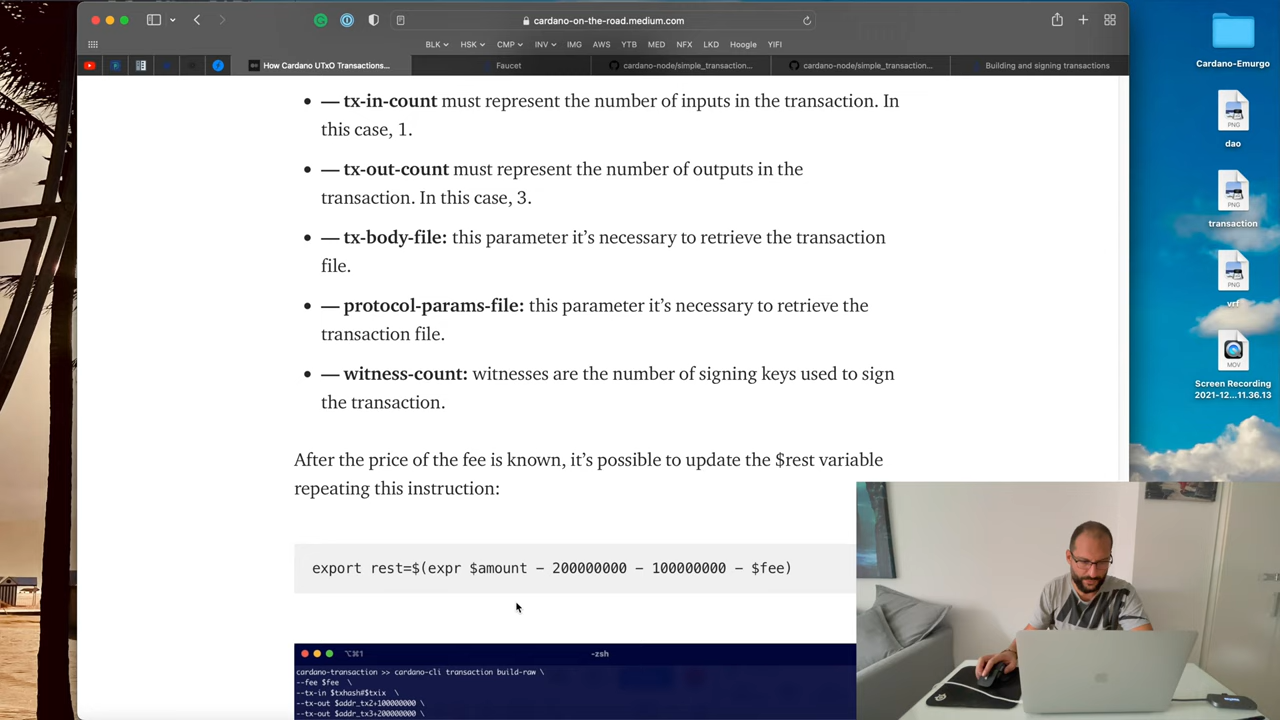 cardano-on-the-road.medium.com
BLK HSK CMP INV IMG AWS YTB MED NFX LKD Hoogle YIFI
How Cardano UTxO Transactions... Faucet cardano-node/simple_transaction... cardano-node/simple_transaction... Building and signing transactions
• — tx-in-count must represent the number of inputs in the transaction. In
this case, 1.
• — tx-out-count must represent the number of outputs in the
transaction. In this case, 3.
• — tx-body-file: this parameter it’s necessary to retrieve the transaction
file.
• — protocol-params-file: this parameter it’s necessary to retrieve the
transaction file.
• — witness-count: witnesses are the number of signing keys used to sign
the transaction.
After the price of the fee is known, it’s possible to update the $rest variable
repeating this instruction:
export rest=$(expr $amount - 200000000 - 100000000 - $fee)
⌥⌘1 -zsh
cardano-transaction >> cardano-cli transaction build-raw \
--fee $fee \
--tx-in $txhash#$txix \
--tx-out $addr_tx2+100000000 \
--tx-out $addr_tx3+200000000 \
Cardano-Emurgo
PNG
dao
PNG
transaction
PNG
vrf
MOV
Screen Recording
2021-12...11.36.13